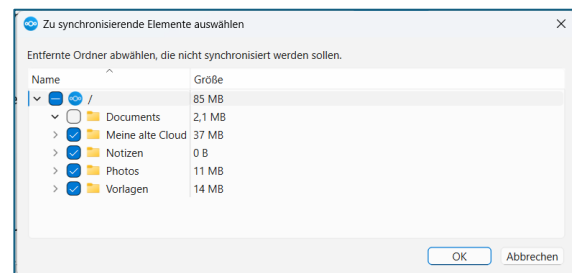 Zu synchronisierende Elemente auswählen
Entfernte Ordner abwählen, die nicht synchronisiert werden sollen.
Name Größe
/ 85 MB
Documents 2,1 MB
Meine alte Cloud 37 MB
Notizen 0 B
Photos 11 MB
Vorlagen 14 MB
OK Abbrechen